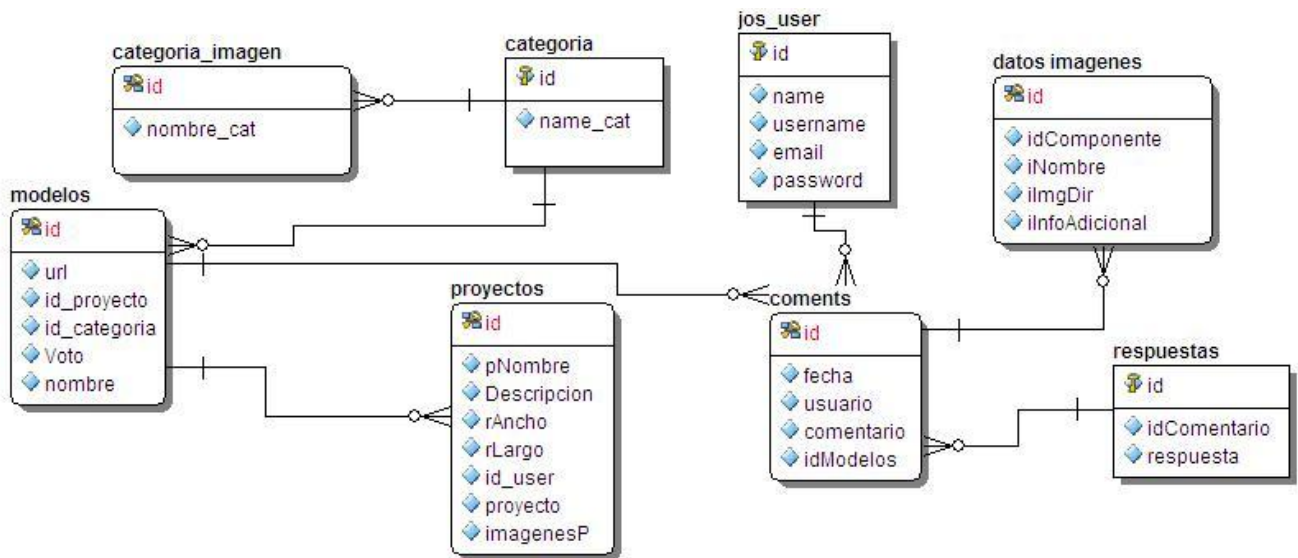 categoria_imagen
id
nombre_cat
categoria
id
name_cat
jos_user
id
name
username
email
password
datos imagenes
id
idComponente
iNombre
iImgDir
iInfoAdicional
modelos
id
url
id_proyecto
id_categoria
Voto
nombre
proyectos
id
pNombre
Descripcion
rAncho
rLargo
id_user
proyecto
imagenesP
coments
id
fecha
usuario
comentario
idModelos
respuestas
id
idComentario
respuesta